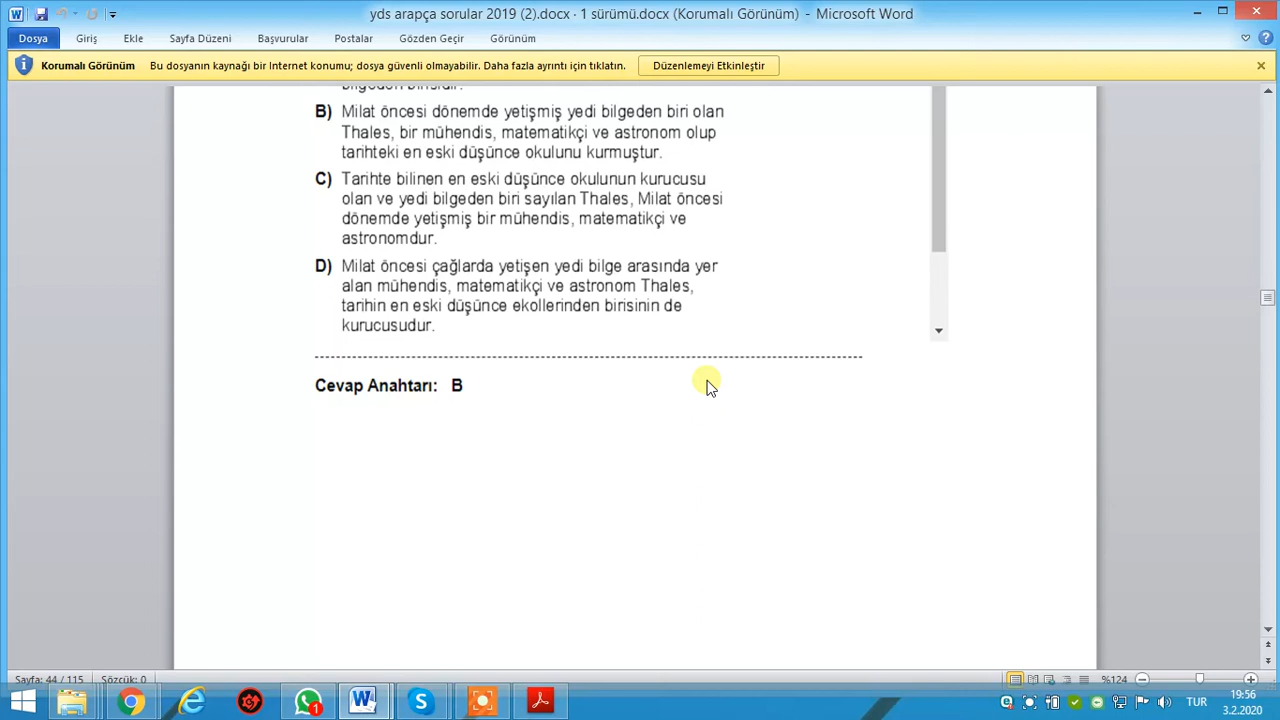 yds arapça sorular 2019 (2).docx · 1 sürümü.docx (Korumalı Görünüm) - Microsoft Word
Dosya Giriş Ekle Sayfa Düzeni Başvurular Postalar Gözden Geçir Görünüm
Korumalı Görünüm Bu dosyanın kaynağı bir Internet konumu; dosya güvenli olmayabilir. Daha fazla ayrıntı için tıklatın. Düzenlemeyi Etkinleştir
bilgeden birisidir.
B) Milat öncesi dönemde yetişmiş yedi bilgeden biri olan
Thales, bir mühendis, matematikçi ve astronom olup
tarihteki en eski düşünce okulunu kurmuştur.
C) Tarihte bilinen en eski düşünce okulunun kurucusu
olan ve yedi bilgeden biri sayılan Thales, Milat öncesi
dönemde yetişmiş bir mühendis, matematikçi ve
astronomdur.
D) Milat öncesi çağlarda yetişen yedi bilge arasında yer
alan mühendis, matematikçi ve astronom Thales,
tarihin en eski düşünce ekollerinden birisinin de
kurucusudur.
Cevap Anahtarı: B
Sayfa: 44 / 115 Sözcük: 0 %124
1 TUR 19:56
3.2.2020